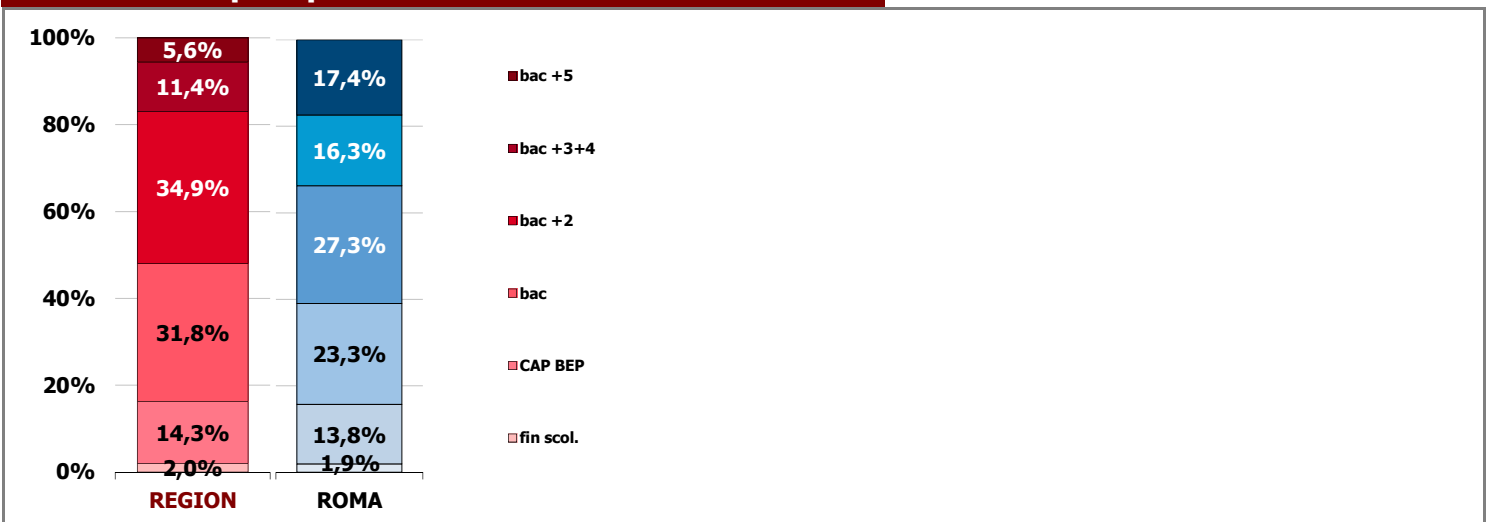 100%
80%
60%
40%
20%
0%
5,6%
11,4%
34,9%
31,8%
14,3%
2,0%
REGION
17,4%
16,3%
27,3%
23,3%
13,8%
1,9%
ROMA
bac +5
bac +3+4
bac +2
bac
CAP BEP
fin scol.